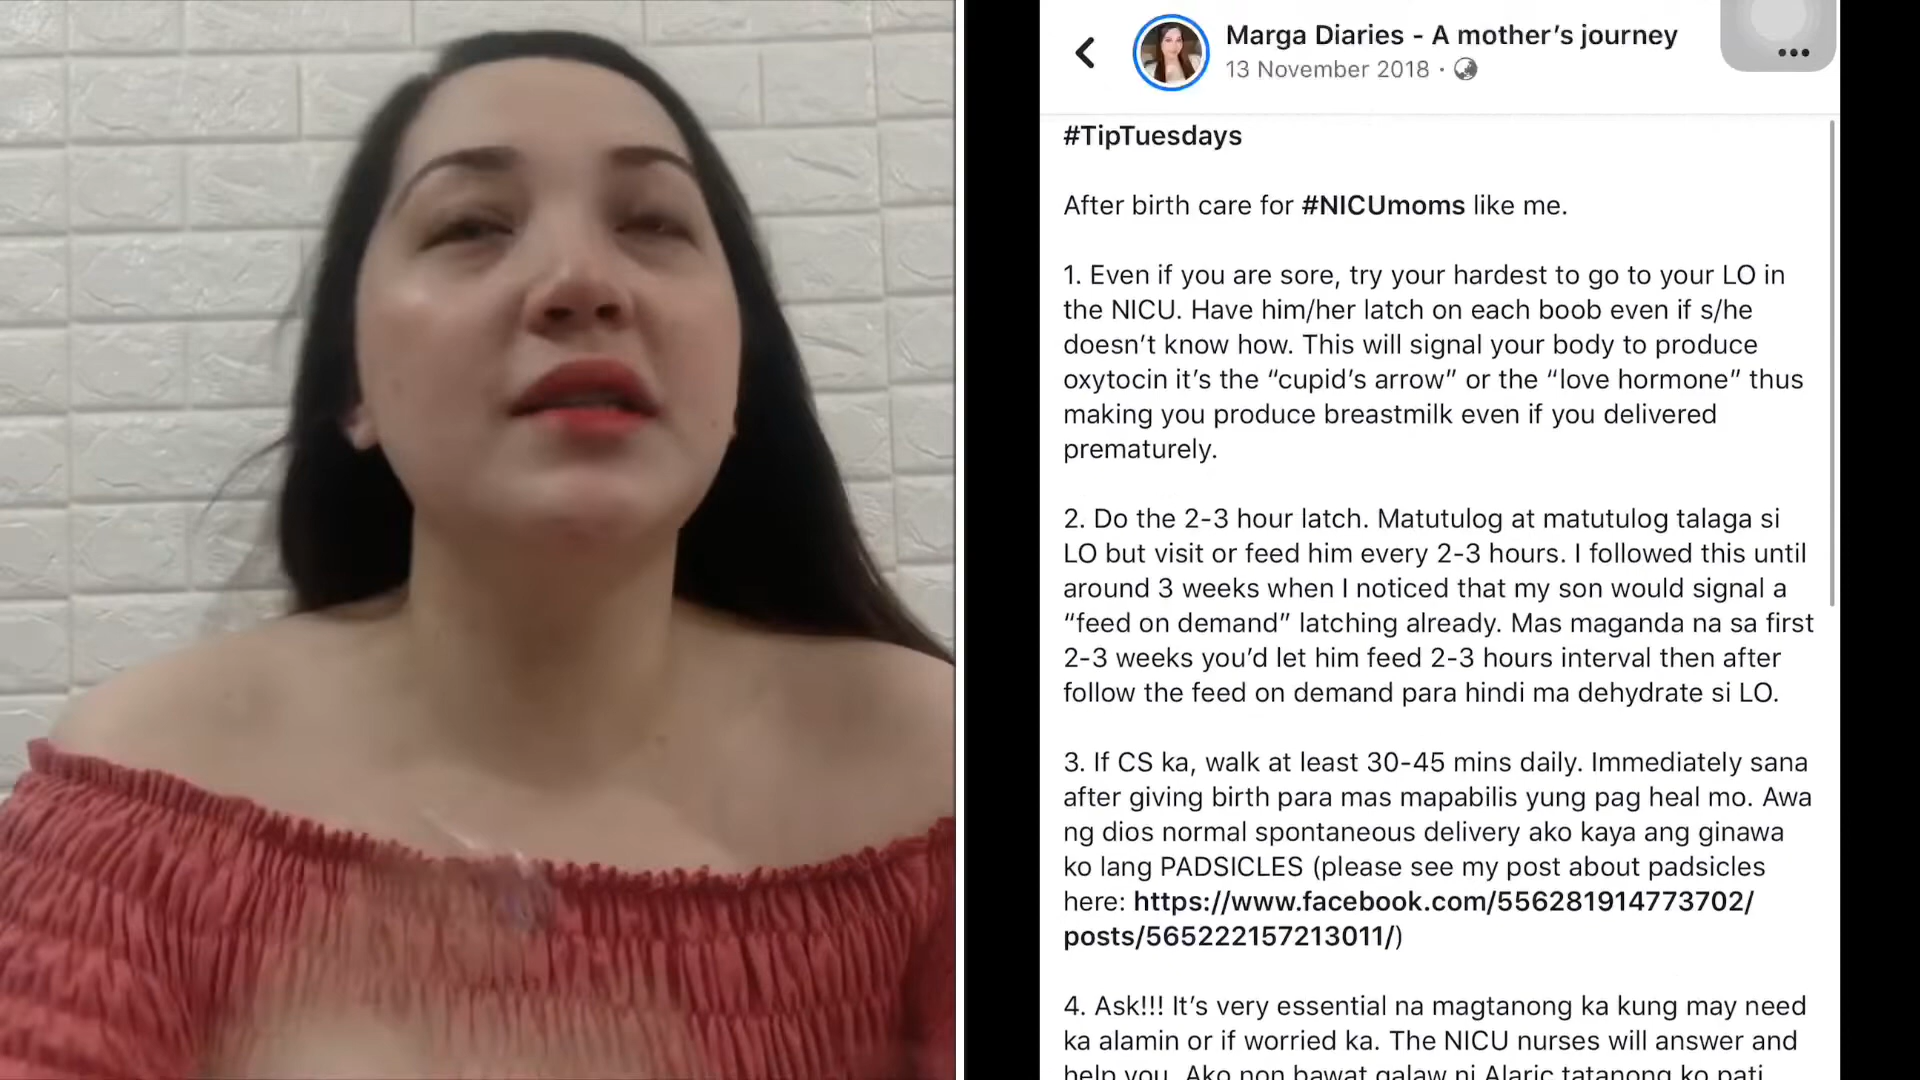 Marga Diaries - A mother’s journey
13 November 2018 ·
#TipTuesdays
After birth care for #NICUmoms like me.
1. Even if you are sore, try your hardest to go to your LO in
the NICU. Have him/her latch on each boob even if s/he
doesn’t know how. This will signal your body to produce
oxytocin it’s the “cupid’s arrow” or the “love hormone” thus
making you produce breastmilk even if you delivered
prematurely.
2. Do the 2-3 hour latch. Matutulog at matutulog talaga si
LO but visit or feed him every 2-3 hours. I followed this until
around 3 weeks when I noticed that my son would signal a
“feed on demand” latching already. Mas maganda na sa first
2-3 weeks you’d let him feed 2-3 hours interval then after
follow the feed on demand para hindi ma dehydrate si LO.
3. If CS ka, walk at least 30-45 mins daily. Immediately sana
after giving birth para mas mapabilis yung pag heal mo. Awa
ng dios normal spontaneous delivery ako kaya ang ginawa
ko lang PADSICLES (please see my post about padsicles
here: https://www.facebook.com/556281914773702/
posts/565222157213011/)
4. Ask!!! It’s very essential na magtanong ka kung may need
ka alamin or if worried ka. The NICU nurses will answer and
help you. Ako non bawat galaw ni Alaric tatanong ko pati